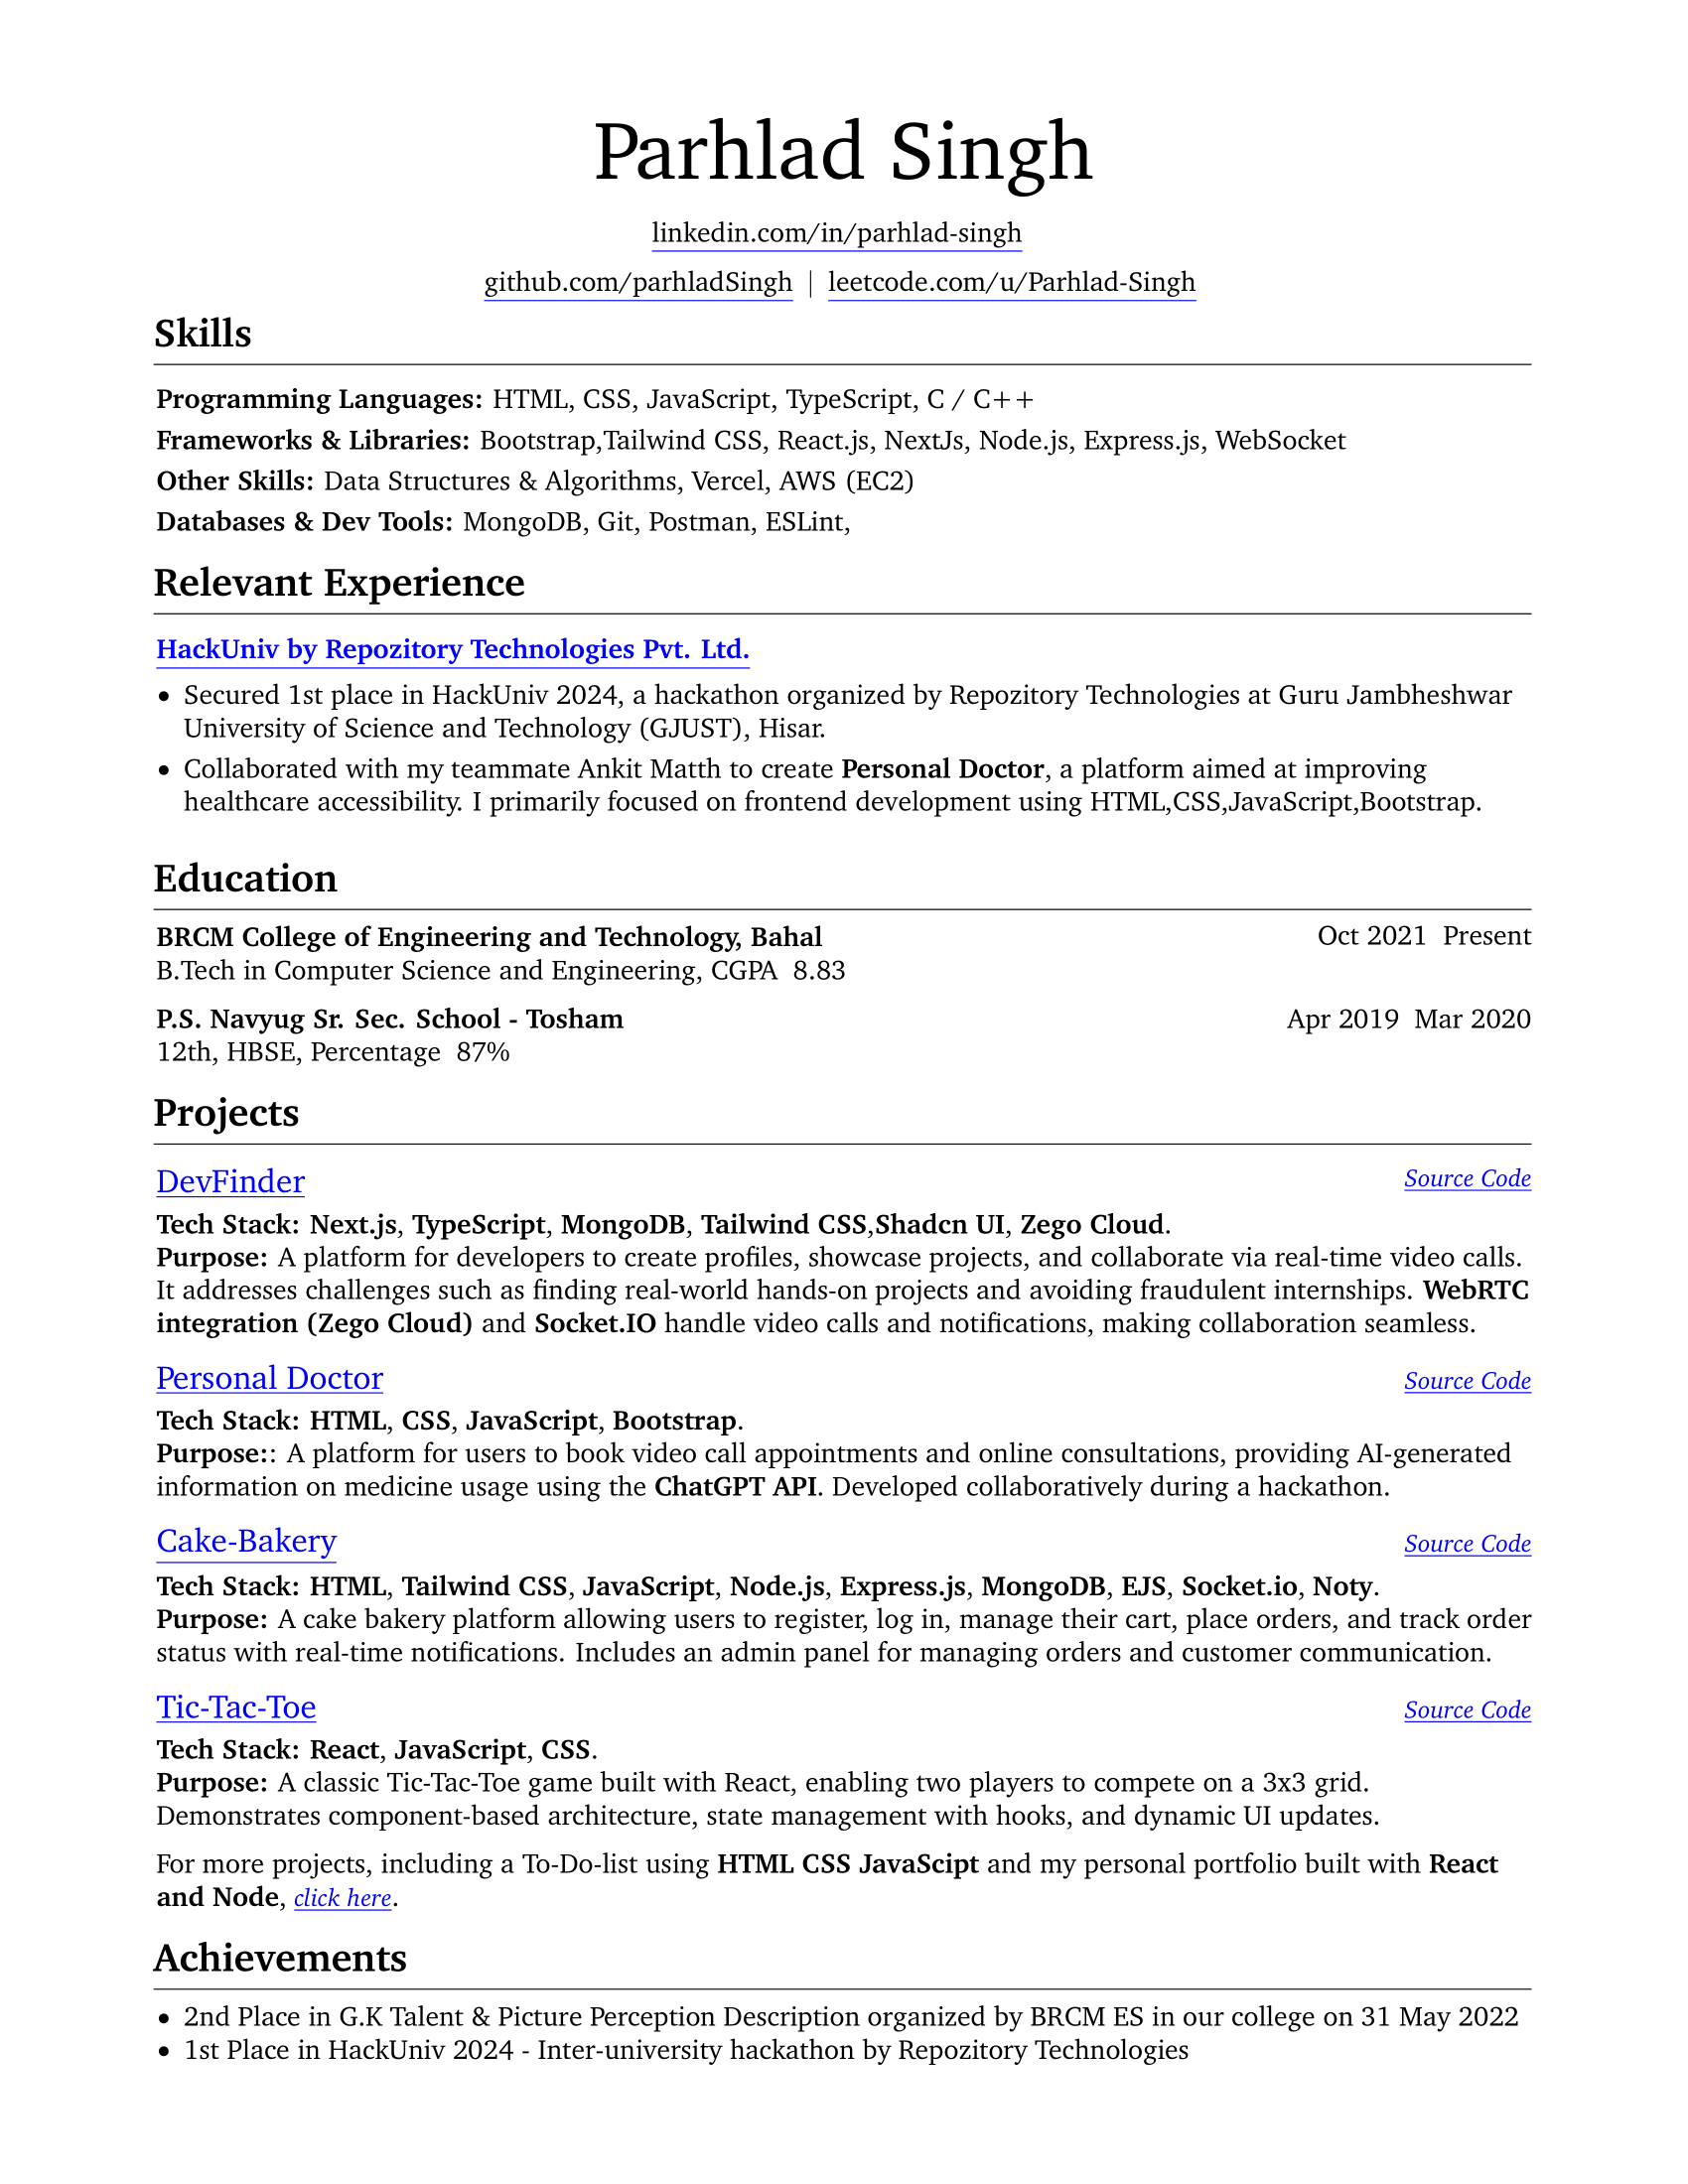 Parhlad Singh
linkedin.com/in/parhlad-singh
github.com/parhladSingh | leetcode.com/u/Parhlad-Singh
Skills
Programming Languages: HTML, CSS, JavaScript, TypeScript, C / C++
Frameworks & Libraries: Bootstrap,Tailwind CSS, React.js, NextJs, Node.js, Express.js, WebSocket
Other Skills: Data Structures & Algorithms, Vercel, AWS (EC2)
Databases & Dev Tools: MongoDB, Git, Postman, ESLint,
Relevant Experience
HackUniv by Repozitory Technologies Pvt. Ltd.
• Secured 1st place in HackUniv 2024, a hackathon organized by Repozitory Technologies at Guru Jambheshwar
University of Science and Technology (GJUST), Hisar.
• Collaborated with my teammate Ankit Matth to create Personal Doctor, a platform aimed at improving
healthcare accessibility. I primarily focused on frontend development using HTML,CSS,JavaScript,Bootstrap.
Education
BRCM College of Engineering and Technology, Bahal Oct 2021 Present
B.Tech in Computer Science and Engineering, CGPA 8.83
P.S. Navyug Sr. Sec. School - Tosham Apr 2019 Mar 2020
12th, HBSE, Percentage 87%
Projects
DevFinder Source Code
Tech Stack: Next.js, TypeScript, MongoDB, Tailwind CSS,Shadcn UI, Zego Cloud.
Purpose: A platform for developers to create profiles, showcase projects, and collaborate via real-time video calls.
It addresses challenges such as finding real-world hands-on projects and avoiding fraudulent internships. WebRTC
integration (Zego Cloud) and Socket.IO handle video calls and notifications, making collaboration seamless.
Personal Doctor Source Code
Tech Stack: HTML, CSS, JavaScript, Bootstrap.
Purpose:: A platform for users to book video call appointments and online consultations, providing AI-generated
information on medicine usage using the ChatGPT API. Developed collaboratively during a hackathon.
Cake-Bakery Source Code
Tech Stack: HTML, Tailwind CSS, JavaScript, Node.js, Express.js, MongoDB, EJS, Socket.io, Noty.
Purpose: A cake bakery platform allowing users to register, log in, manage their cart, place orders, and track order
status with real-time notifications. Includes an admin panel for managing orders and customer communication.
Tic-Tac-Toe Source Code
Tech Stack: React, JavaScript, CSS.
Purpose: A classic Tic-Tac-Toe game built with React, enabling two players to compete on a 3x3 grid.
Demonstrates component-based architecture, state management with hooks, and dynamic UI updates.
For more projects, including a To-Do-list using HTML CSS JavaScipt and my personal portfolio built with React
and Node, click here.
Achievements
• 2nd Place in G.K Talent & Picture Perception Description organized by BRCM ES in our college on 31 May 2022
• 1st Place in HackUniv 2024 - Inter-university hackathon by Repozitory Technologies